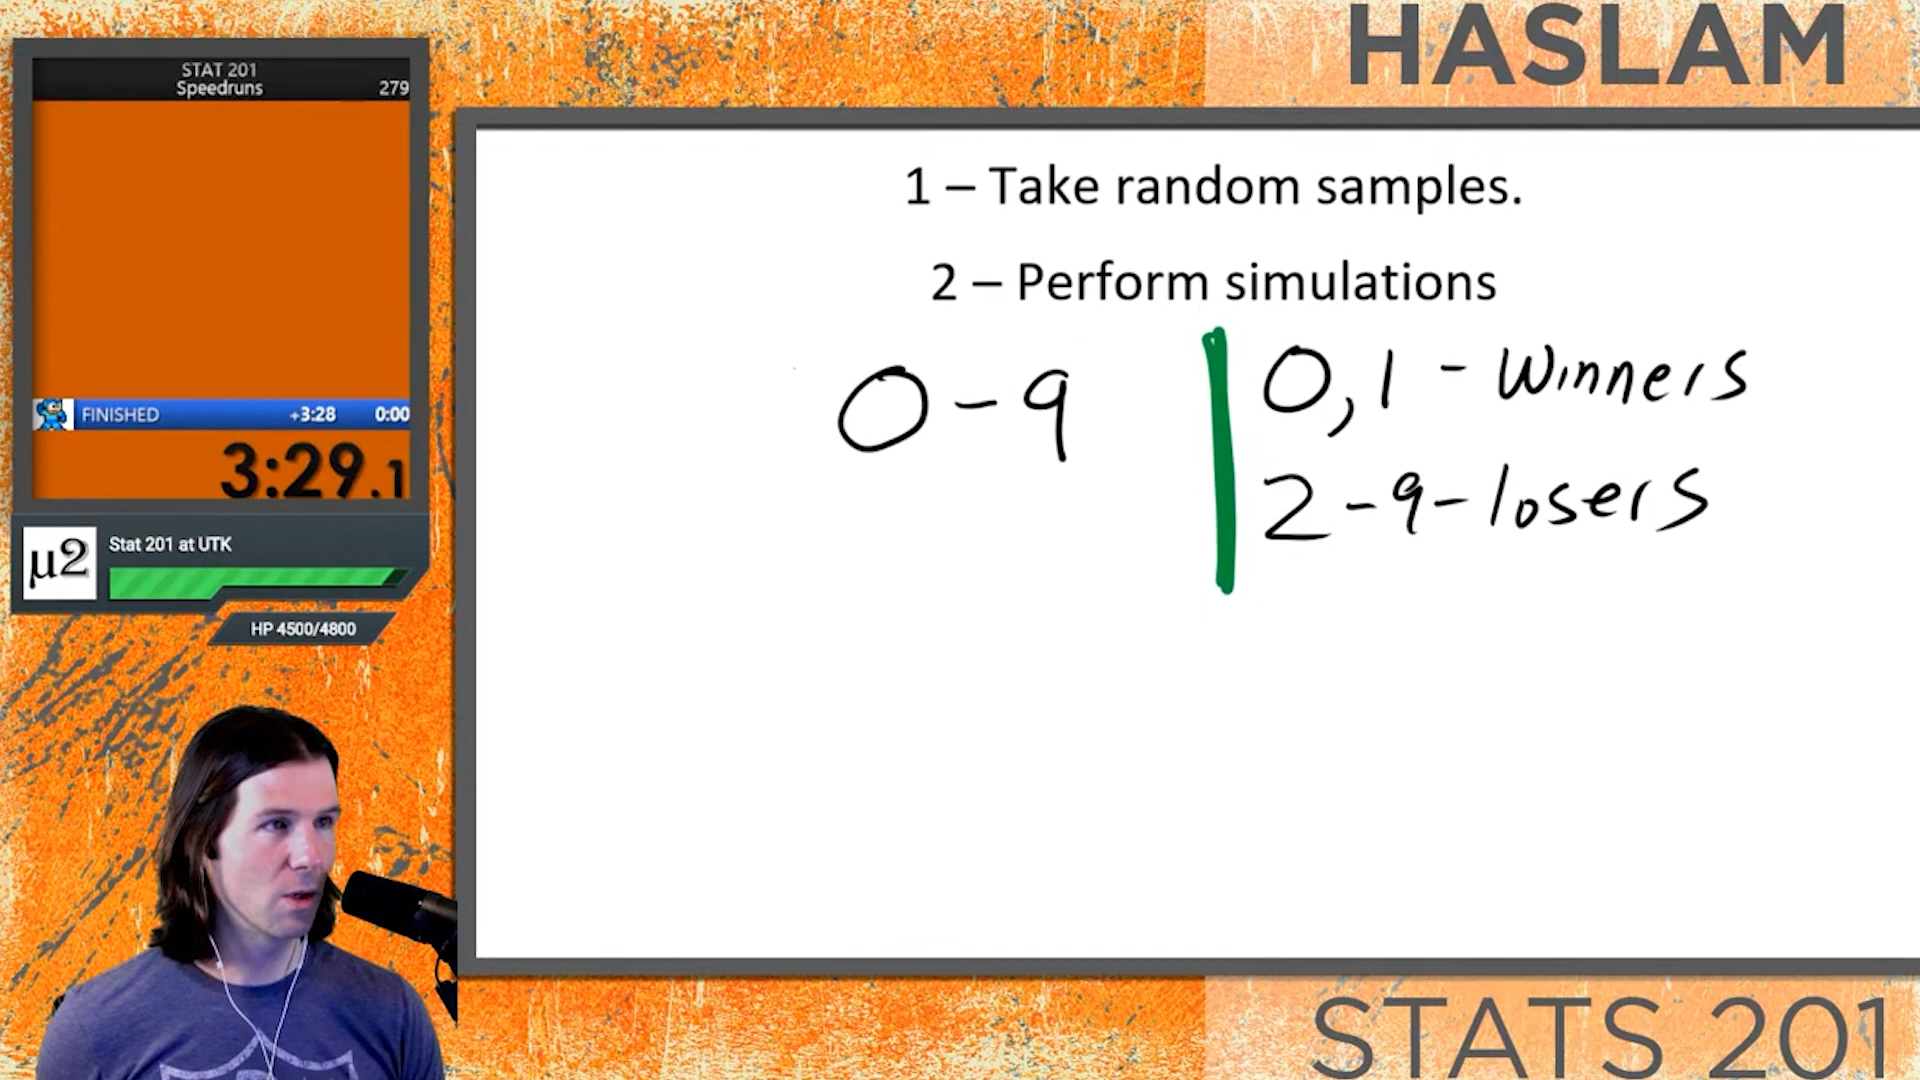 HASLAM
STAT 201
Speedruns 279
1 – Take random samples.
2 – Perform simulations
0-9
0,1 - Winners
2-9- losers
FINISHED +3:28 0:00
3:29.1
μ2
Stat 201 at UTK
HP 4500/4800
STATS 201